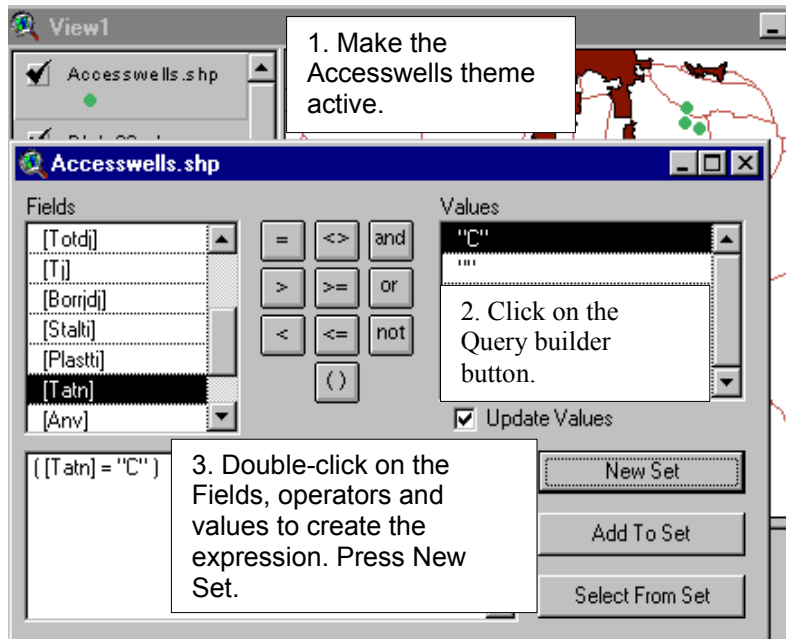 View1
1. Make the
Accesswells theme
active.
Accesswells.shp
Accesswells.shp
Fields
Values
[Totdj]
[Tj]
[Borrjdj]
[Stalti]
[Plastti]
[Tatn]
[Anv]
= <> and
> >= or
< <= not
()
"C"
""
2. Click on the
Query builder
button.
Update Values
( [Tatn] = "C" )
3. Double-click on the
Fields, operators and
values to create the
expression. Press New
Set.
New Set
Add To Set
Select From Set